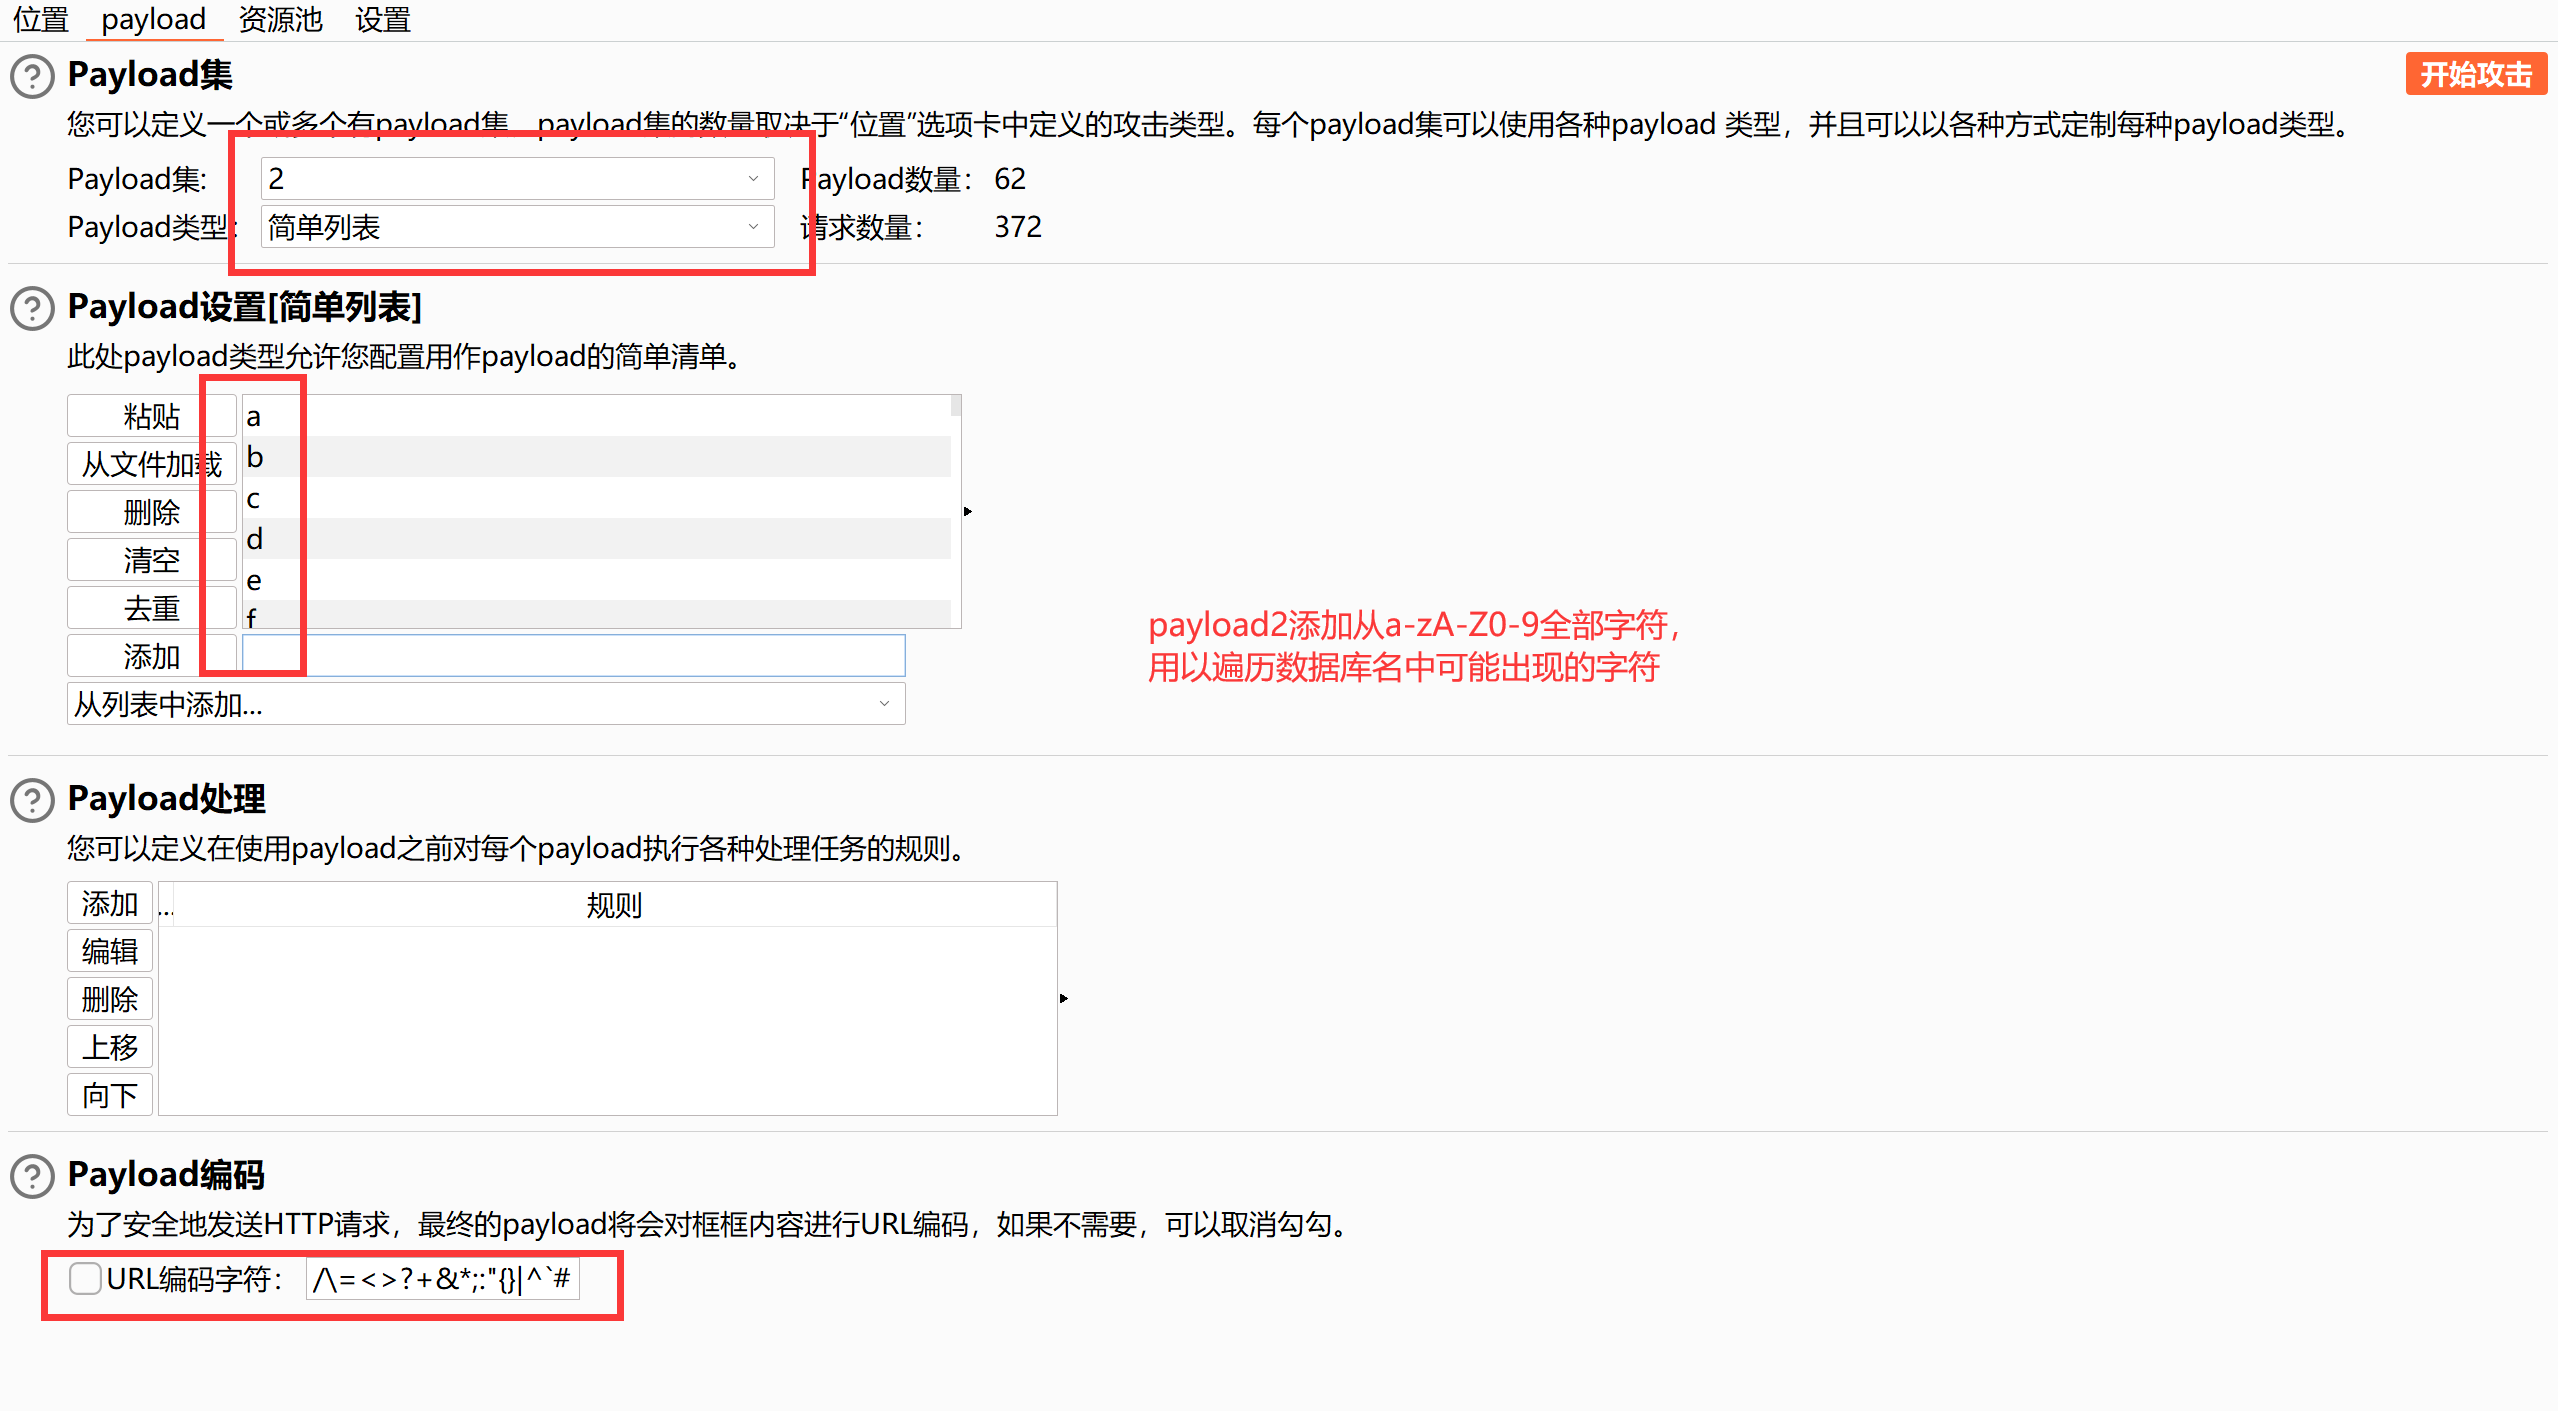 位置 payload 资源池 设置
Payload集
开始攻击
您可以定义一个或多个有payload集 payload集的数量取决于“位置”选项卡中定义的攻击类型。每个payload集可以使用各种payload 类型，并且可以以各种方式定制每种payload类型。
Payload集: 2 Payload数量： 62
Payload类型: 简单列表 请求数量： 372
Payload设置[简单列表]
此处payload类型允许您配置用作payload的简单清单。
粘贴 a
从文件加载 b
删除 c
清空 d
去重 e
f
添加
从列表中添加...
payload2添加从a-zA-Z0-9全部字符，
用以遍历数据库名中可能出现的字符
Payload处理
您可以定义在使用payload之前对每个payload执行各种处理任务的规则。
添加 ... 规则
编辑
删除
上移
向下
Payload编码
为了安全地发送HTTP请求，最终的payload将会对框框内容进行URL编码，如果不需要，可以取消勾勾。
URL编码字符： /\=<>?+&*;:"{}|^`#